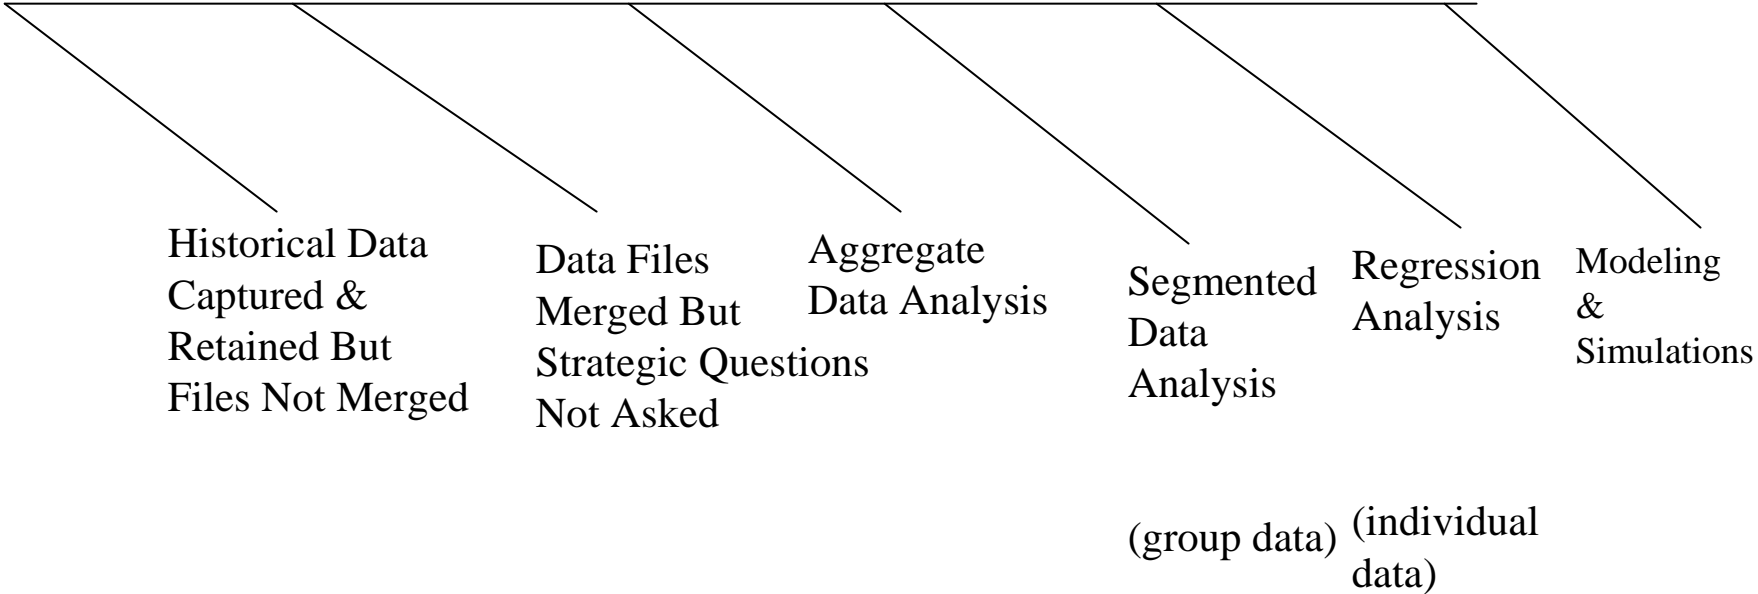 Historical Data
Captured &
Retained But
Files Not Merged
Data Files
Merged But
Strategic Questions
Not Asked
Aggregate
Data Analysis
Segmented
Data
Analysis
(group data)
Regression
Analysis
(individual
data)
Modeling
&
Simulations